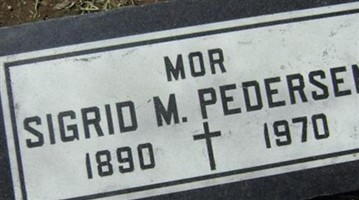 MOR
SIGRID M. PEDERSEN
1890 1970